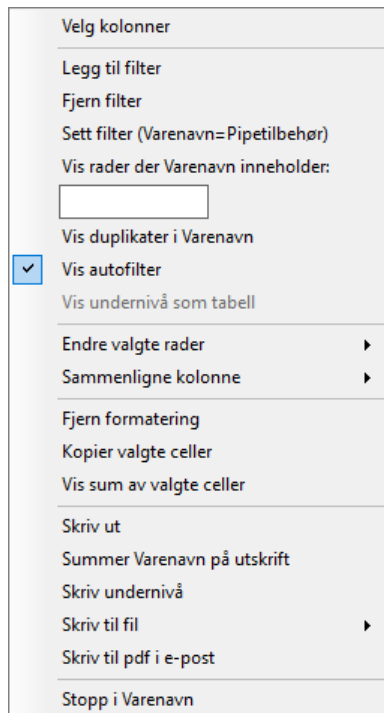 Velg kolonner
Legg til filter
Fjern filter
Sett filter (Varenavn=Pipetilbehør)
Vis rader der Varenavn inneholder:
Vis duplikater i Varenavn
Vis autofilter
Vis undernivå som tabell
Endre valgte rader
Sammenligne kolonne
Fjern formatering
Kopier valgte celler
Vis sum av valgte celler
Skriv ut
Summer Varenavn på utskrift
Skriv undernivå
Skriv til fil
Skriv til pdf i e-post
Stopp i Varenavn